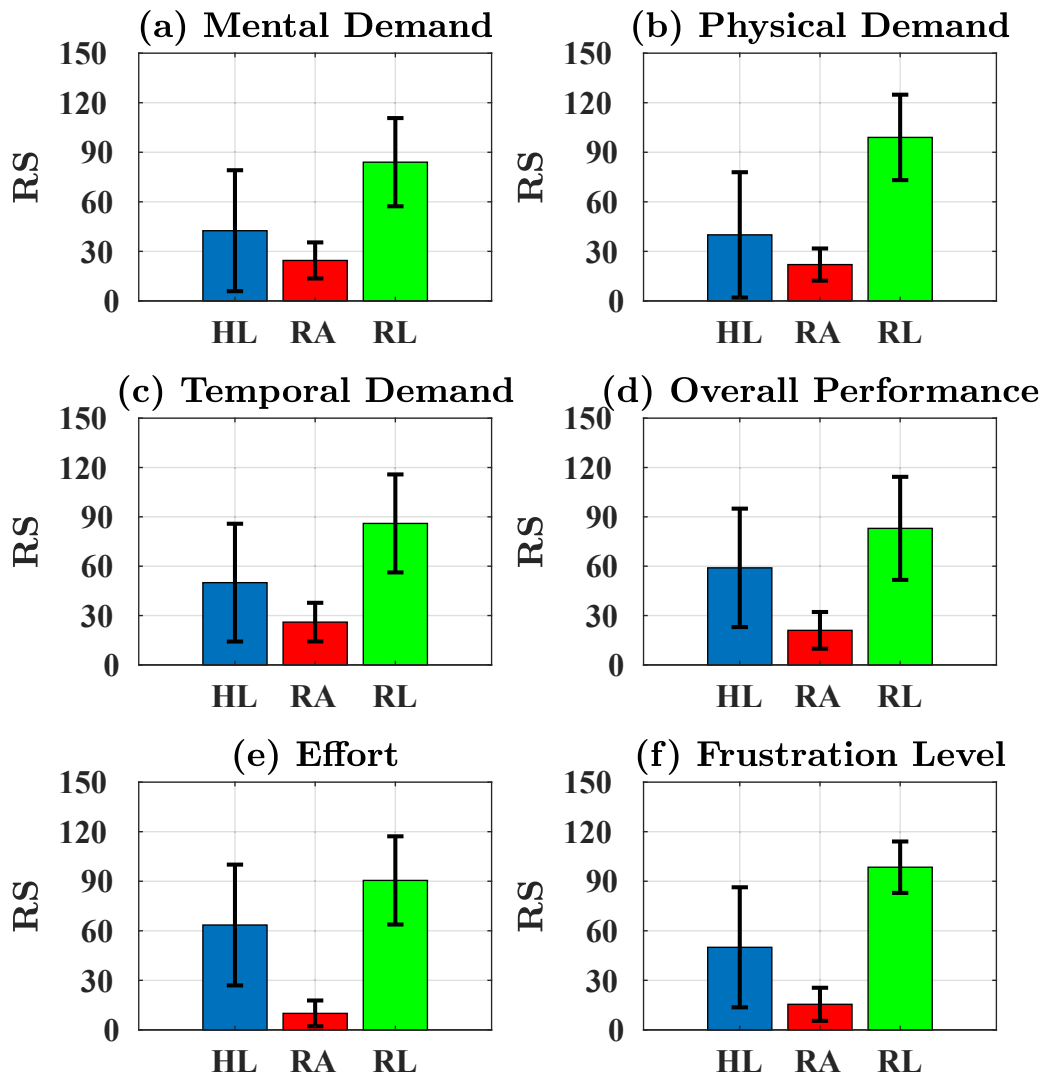 (a) Mental Demand
150
120
90
60
30
0
RS
HL RA RL
(b) Physical Demand
150
120
90
60
30
0
RS
HL RA RL
(c) Temporal Demand
150
120
90
60
30
0
RS
HL RA RL
(d) Overall Performance
150
120
90
60
30
0
RS
HL RA RL
(e) Effort
150
120
90
60
30
0
RS
HL RA RL
(f) Frustration Level
150
120
90
60
30
0
RS
HL RA RL